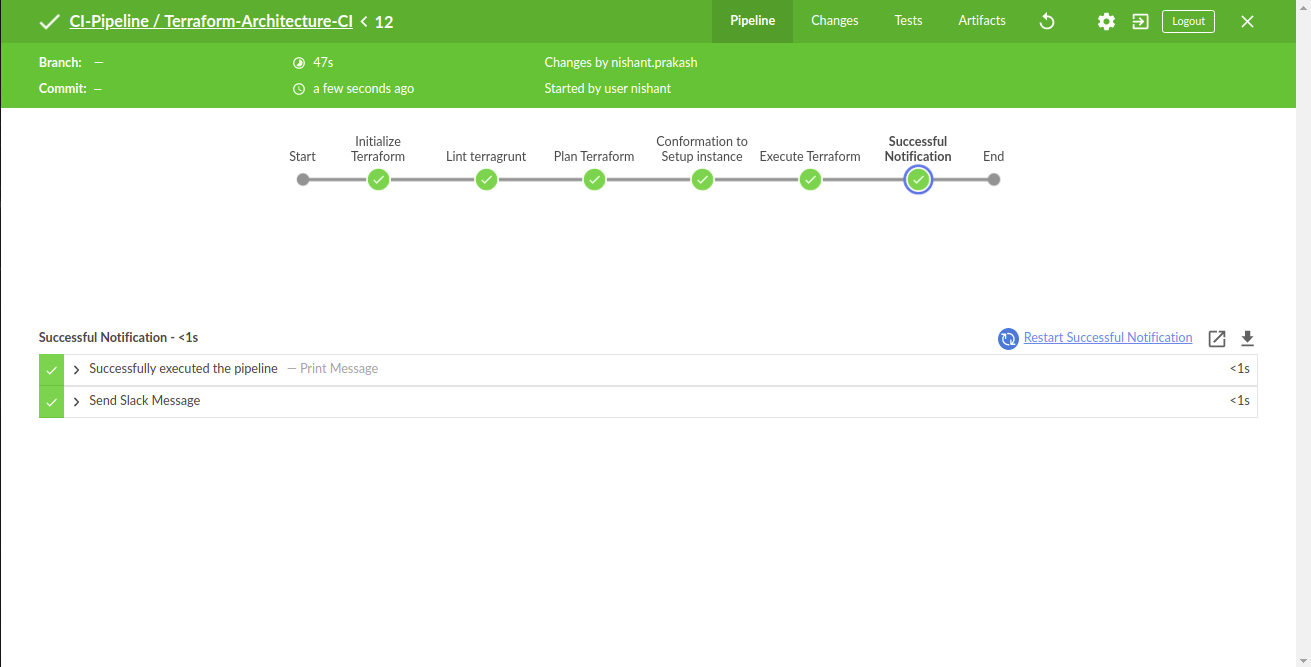 CI-Pipeline / Terraform-Architecture-CI < 12
Pipeline Changes Tests Artifacts Logout
Branch: — 47s Changes by nishant.prakash
Commit: — a few seconds ago Started by user nishant
Start
Initialize
Terraform
Lint terragrunt
Plan Terraform
Conformation to
Setup instance
Execute Terraform
Successful
Notification
End
Successful Notification - <1s
Restart Successful Notification
Successfully executed the pipeline — Print Message <1s
Send Slack Message <1s